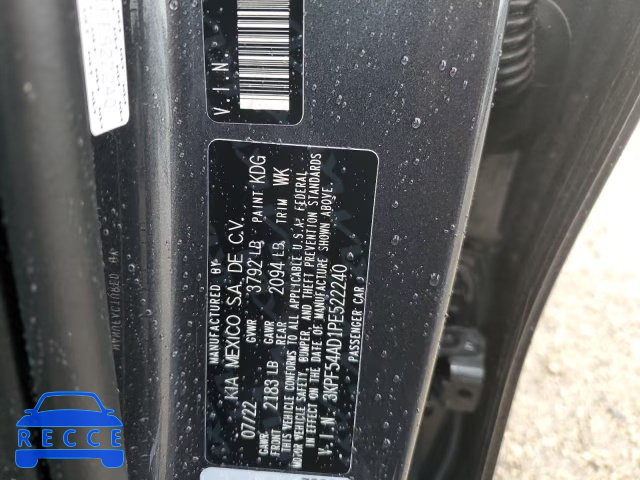 V.I.N
MANUFACTURED BY
KIA MEXICO S.A. DE C.V.
07/22 GVWR 3792 LB PAINT KDG
GAWR FRONT 2183 LB GAWR REAR 2094 LB TRIM WK
THIS VEHICLE CONFORMS TO ALL APPLICABLE U.S.A. FEDERAL
MOTOR VEHICLE SAFETY, BUMPER, AND THEFT PREVENTION STANDARDS
IN EFFECT ON THE DATE OF MANUFACTURE SHOWN ABOVE.
V.I.N 3KPF54AD1PE522240
PASSENGER CAR
RECCE